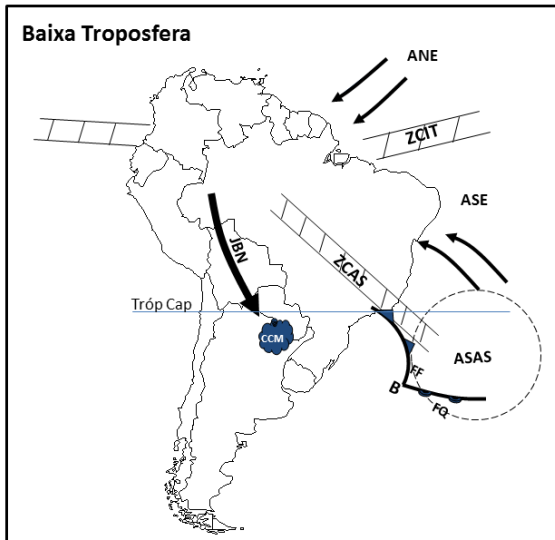 Baixa Troposfera
ANE
ZCIT
ASE
JBN
ZCAS
Tróp Cap
CCM
ASAS
FF
B
FQ